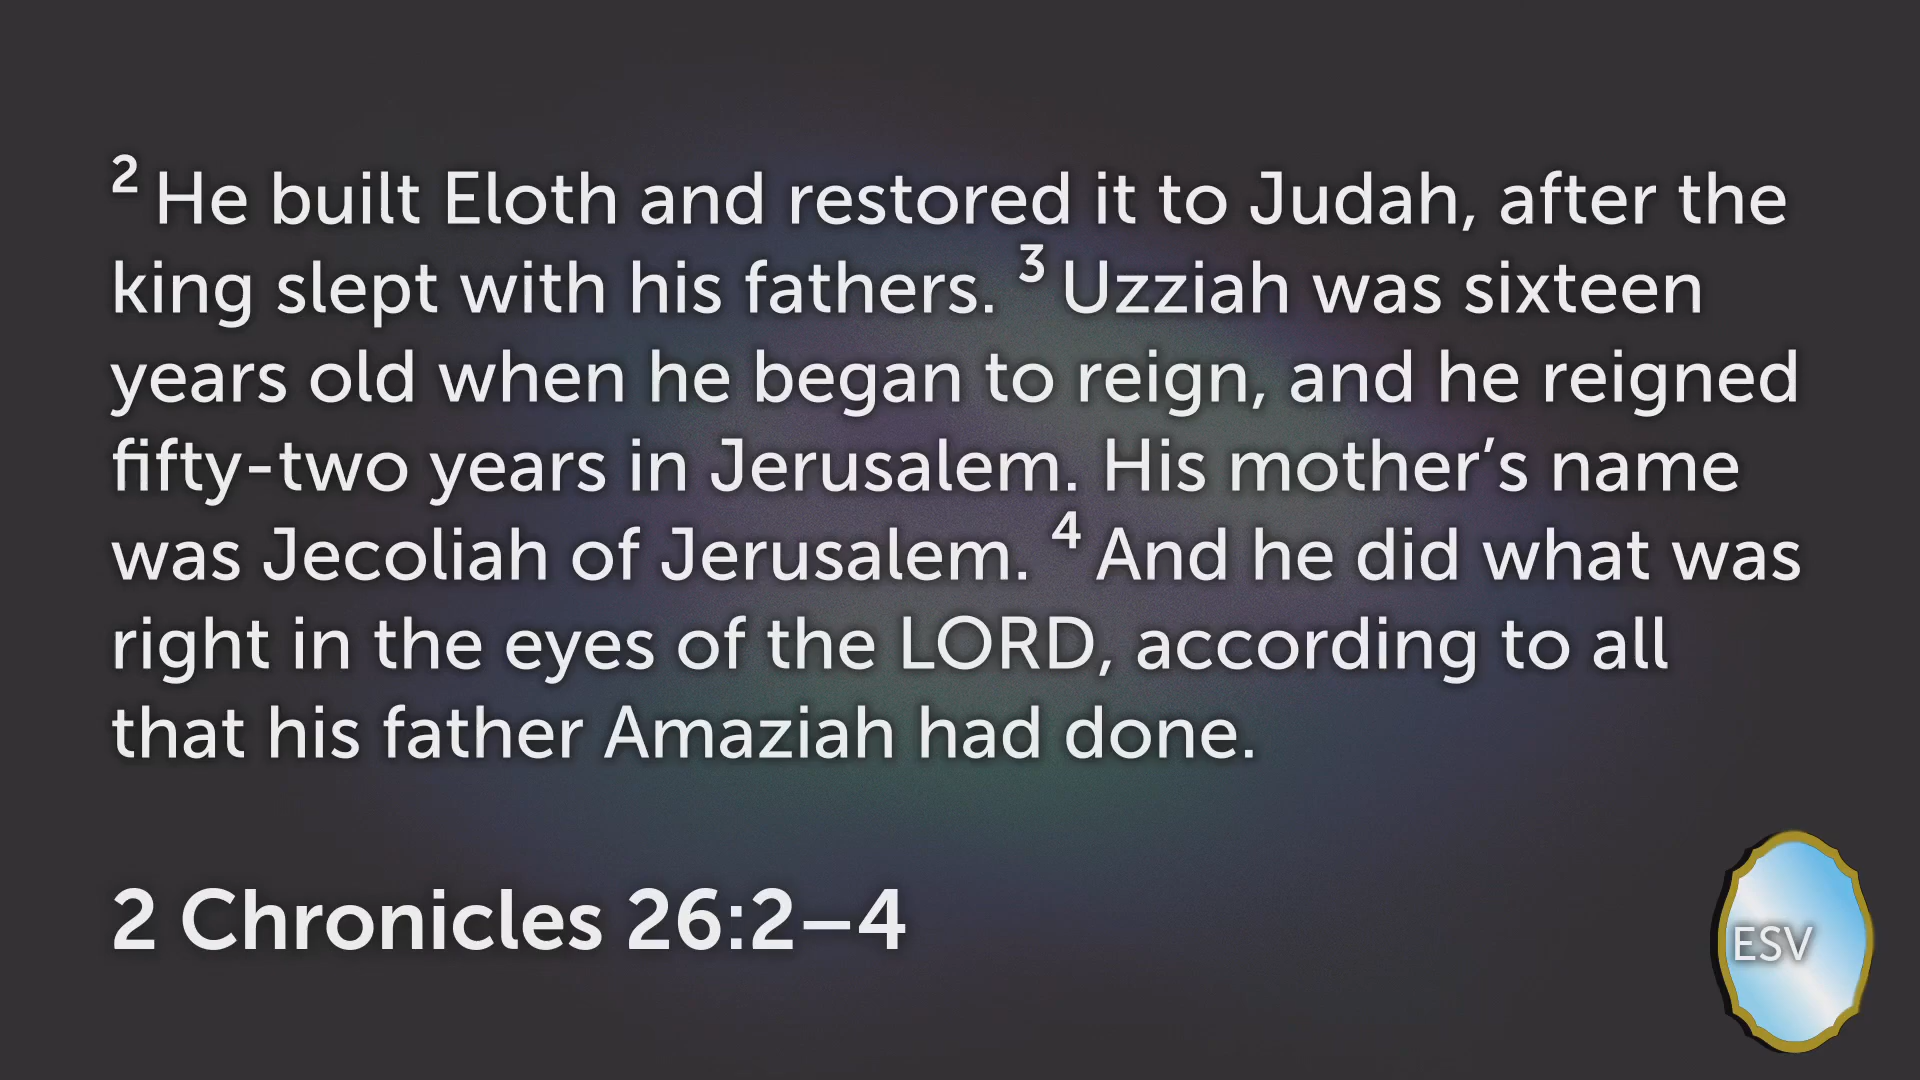 2 He built Eloth and restored it to Judah, after the
king slept with his fathers. 3 Uzziah was sixteen
years old when he began to reign, and he reigned
fifty-two years in Jerusalem. His mother’s name
was Jecoliah of Jerusalem. 4 And he did what was
right in the eyes of the LORD, according to all
that his father Amaziah had done.
2 Chronicles 26:2–4
ESV